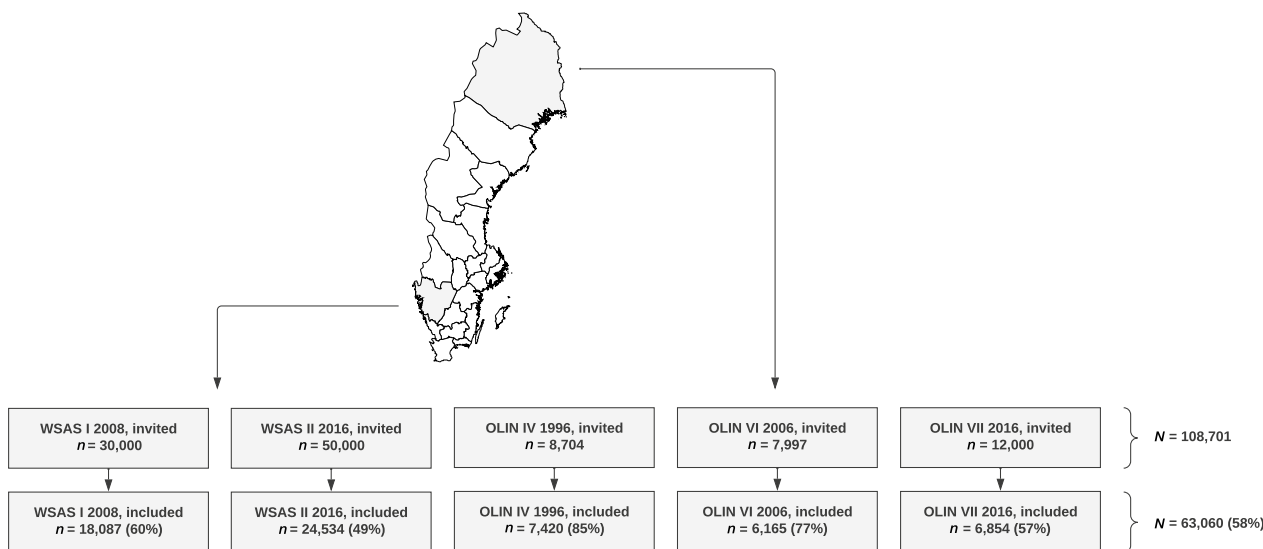 WSAS I 2008, invited
n = 30,000
WSAS II 2016, invited
n = 50,000
OLIN IV 1996, invited
n = 8,704
OLIN VI 2006, invited
n = 7,997
OLIN VII 2016, invited
n = 12,000
N = 108,701
WSAS I 2008, included
n = 18,087 (60%)
WSAS II 2016, included
n = 24,534 (49%)
OLIN IV 1996, included
n = 7,420 (85%)
OLIN VI 2006, included
n = 6,165 (77%)
OLIN VII 2016, included
n = 6,854 (57%)
N = 63,060 (58%)